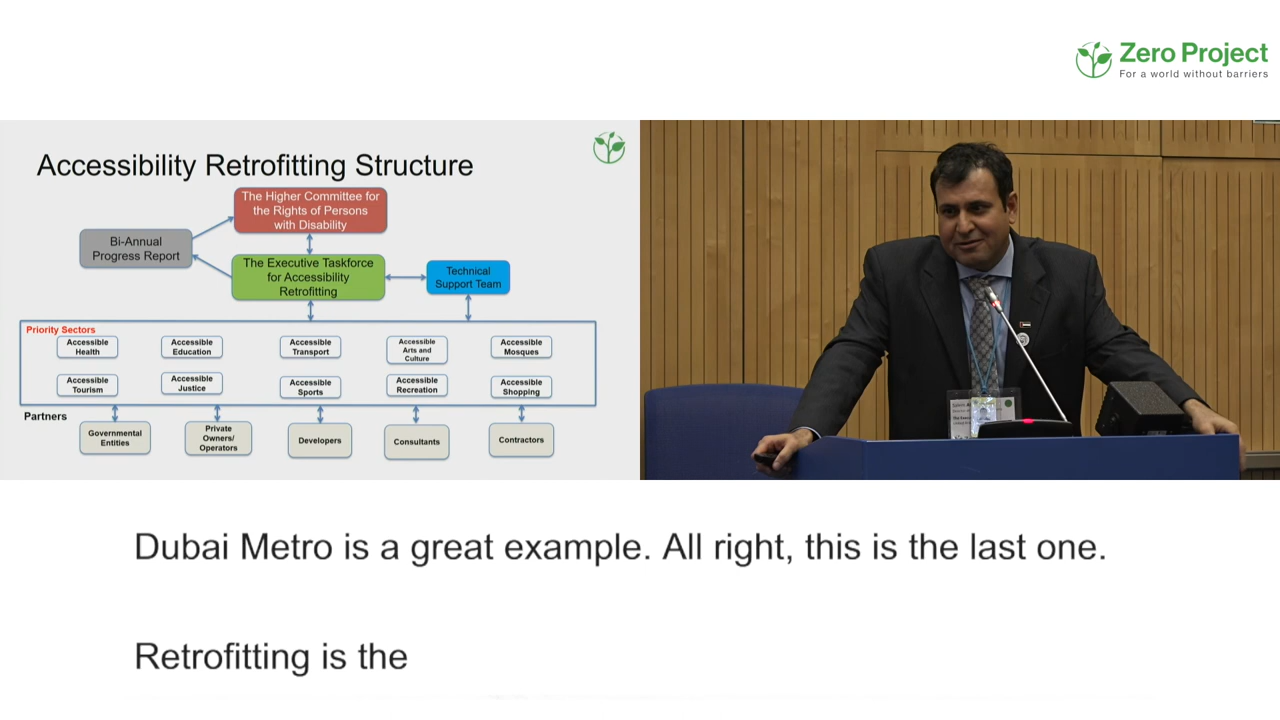 Zero Project
For a world without barriers
Accessibility Retrofitting Structure
The Higher Committee for
the Rights of Persons
with Disability
Bi-Annual
Progress Report
The Executive Taskforce
for Accessibility
Retrofitting
Technical
Support Team
Priority Sectors
Accessible
Health
Accessible
Education
Accessible
Transport
Accessible
Arts and
Culture
Accessible
Mosques
Accessible
Tourism
Accessible
Justice
Accessible
Sports
Accessible
Recreation
Accessible
Shopping
Partners
Governmental
Entities
Private
Owners/
Operators
Developers
Consultants
Contractors
Dubai Metro is a great example. All right, this is the last one.
Retrofitting is the